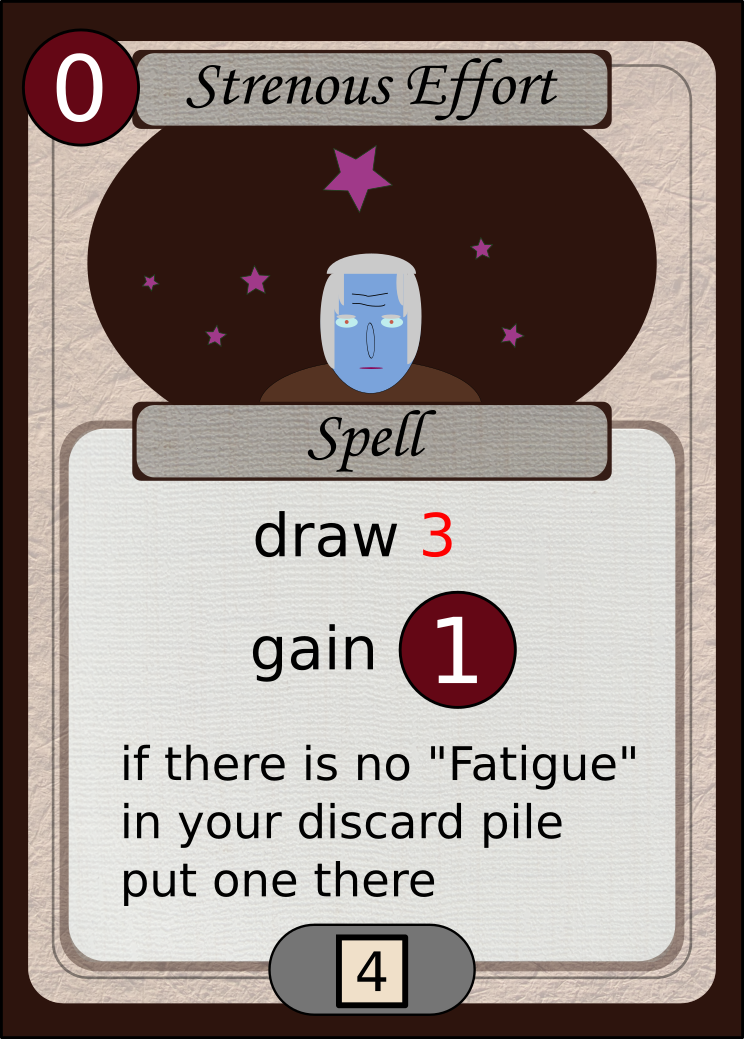 0
Strenous Effort
Spell
draw 3
gain 1
if there is no "Fatigue"
in your discard pile
put one there
4